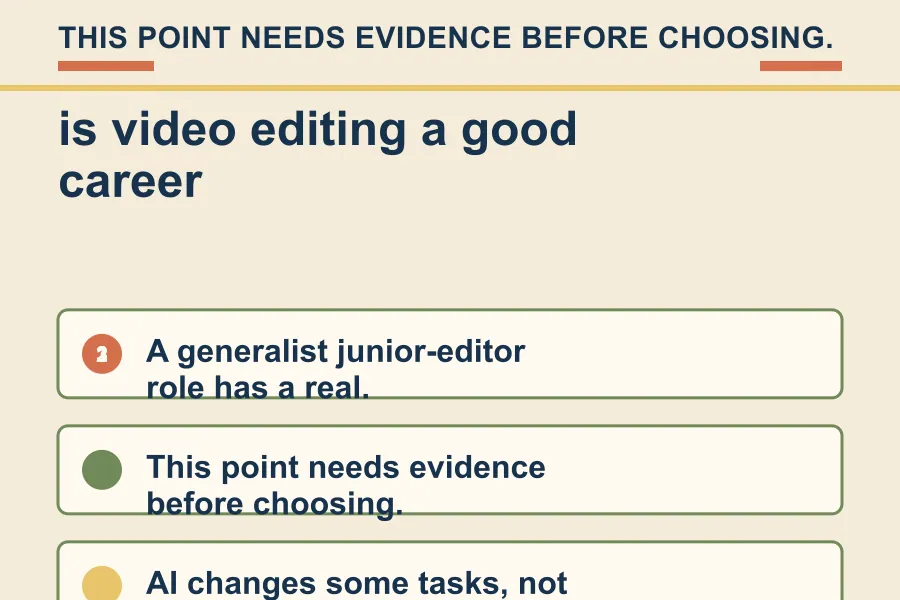 THIS POINT NEEDS EVIDENCE BEFORE CHOOSING.
is video editing a good
career
A generalist junior-editor
role has a real.
This point needs evidence
before choosing.
AI changes some tasks, not